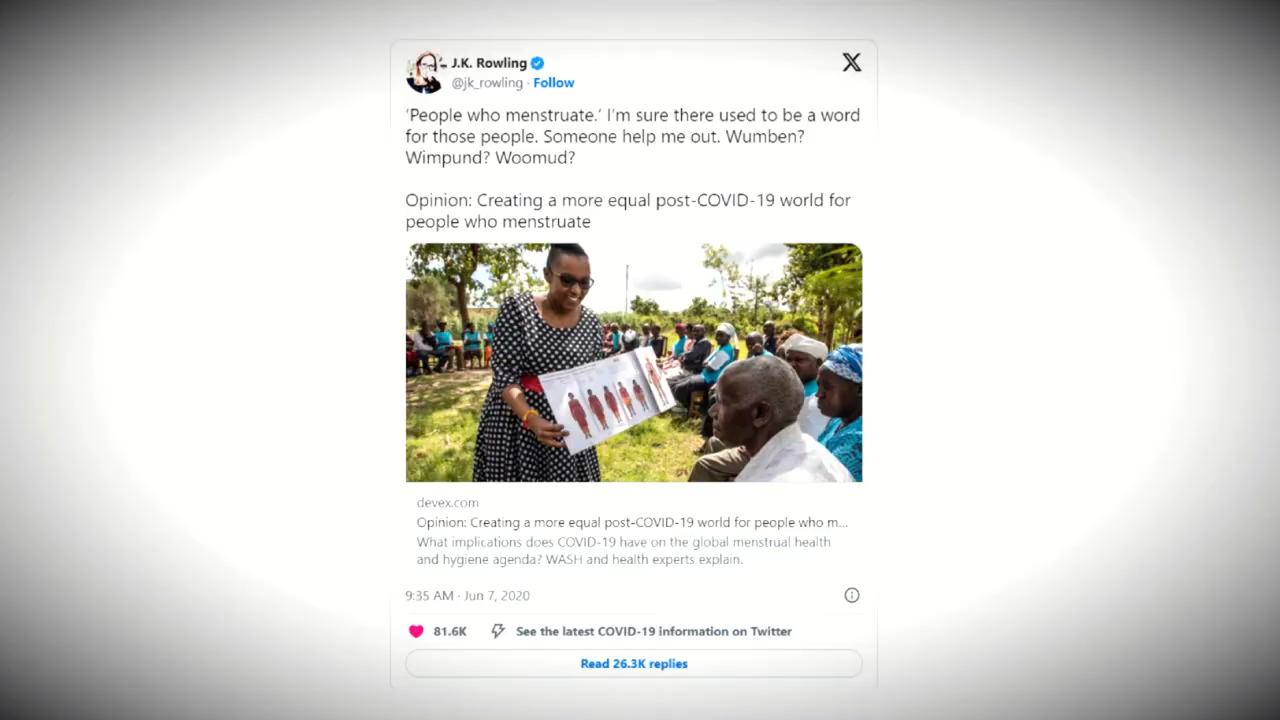 J.K. Rowling
@jk_rowling · Follow
‘People who menstruate.’ I’m sure there used to be a word
for those people. Someone help me out. Wumben?
Wimpund? Woomud?
Opinion: Creating a more equal post-COVID-19 world for
people who menstruate
devex.com
Opinion: Creating a more equal post-COVID-19 world for people who m...
What implications does COVID-19 have on the global menstrual health
and hygiene agenda? WASH and health experts explain.
9:35 AM · Jun 7, 2020
81.6K See the latest COVID-19 information on Twitter
Read 26.3K replies